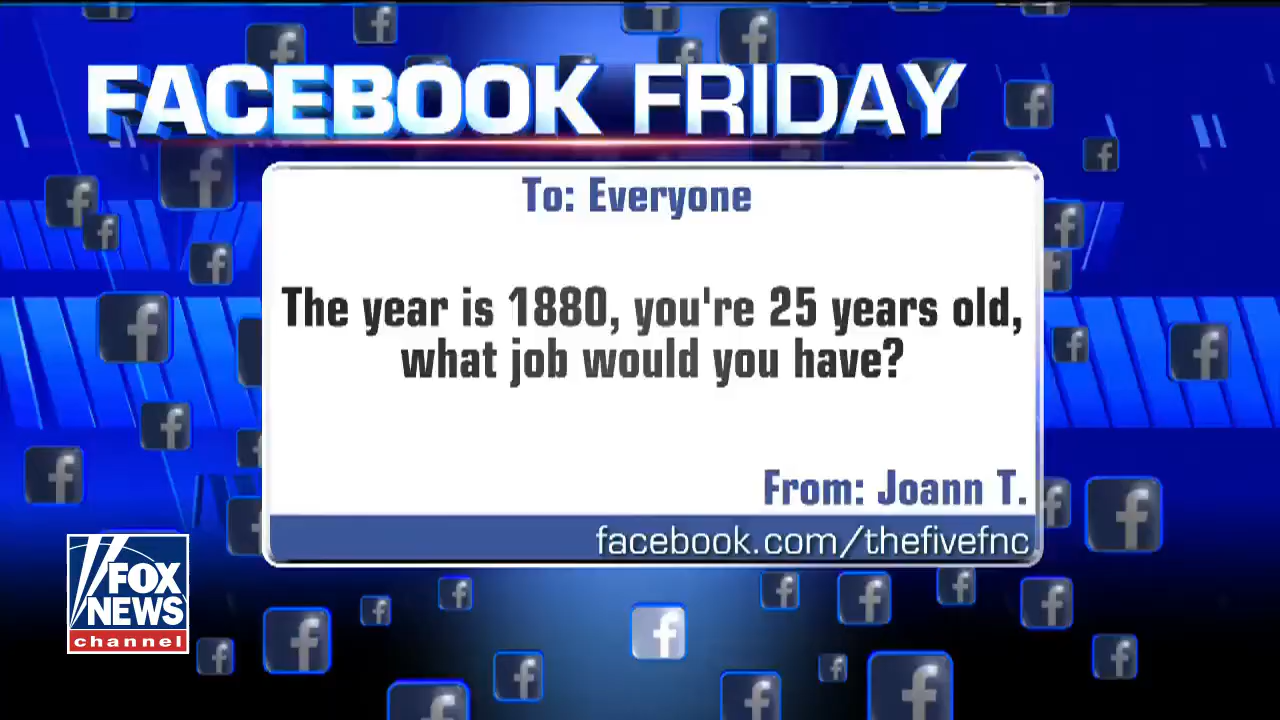 FACEBOOK FRIDAY
To: Everyone
The year is 1880, you're 25 years old,
what job would you have?
From: Joann T.
facebook.com/thefivefnc
FOX
NEWS
channel